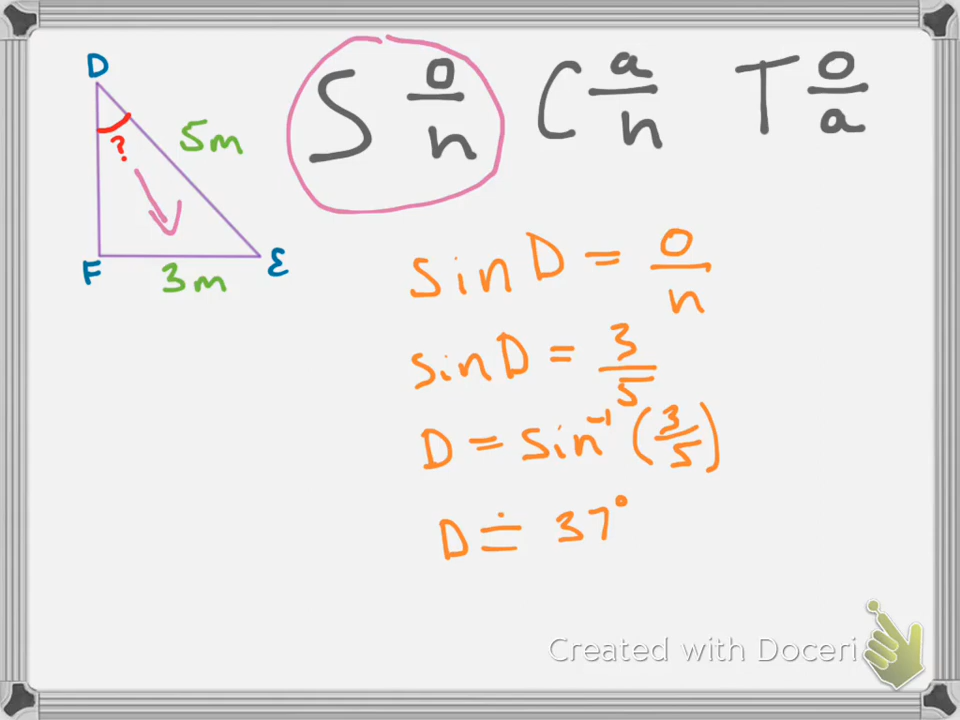 D
5m
?
F
3m
E
S o/n C a/n T o/a
sin D = o/n
sin D = 3/5
D = sin⁻¹ (3/5)
D ≐ 37°
Created with Doceri